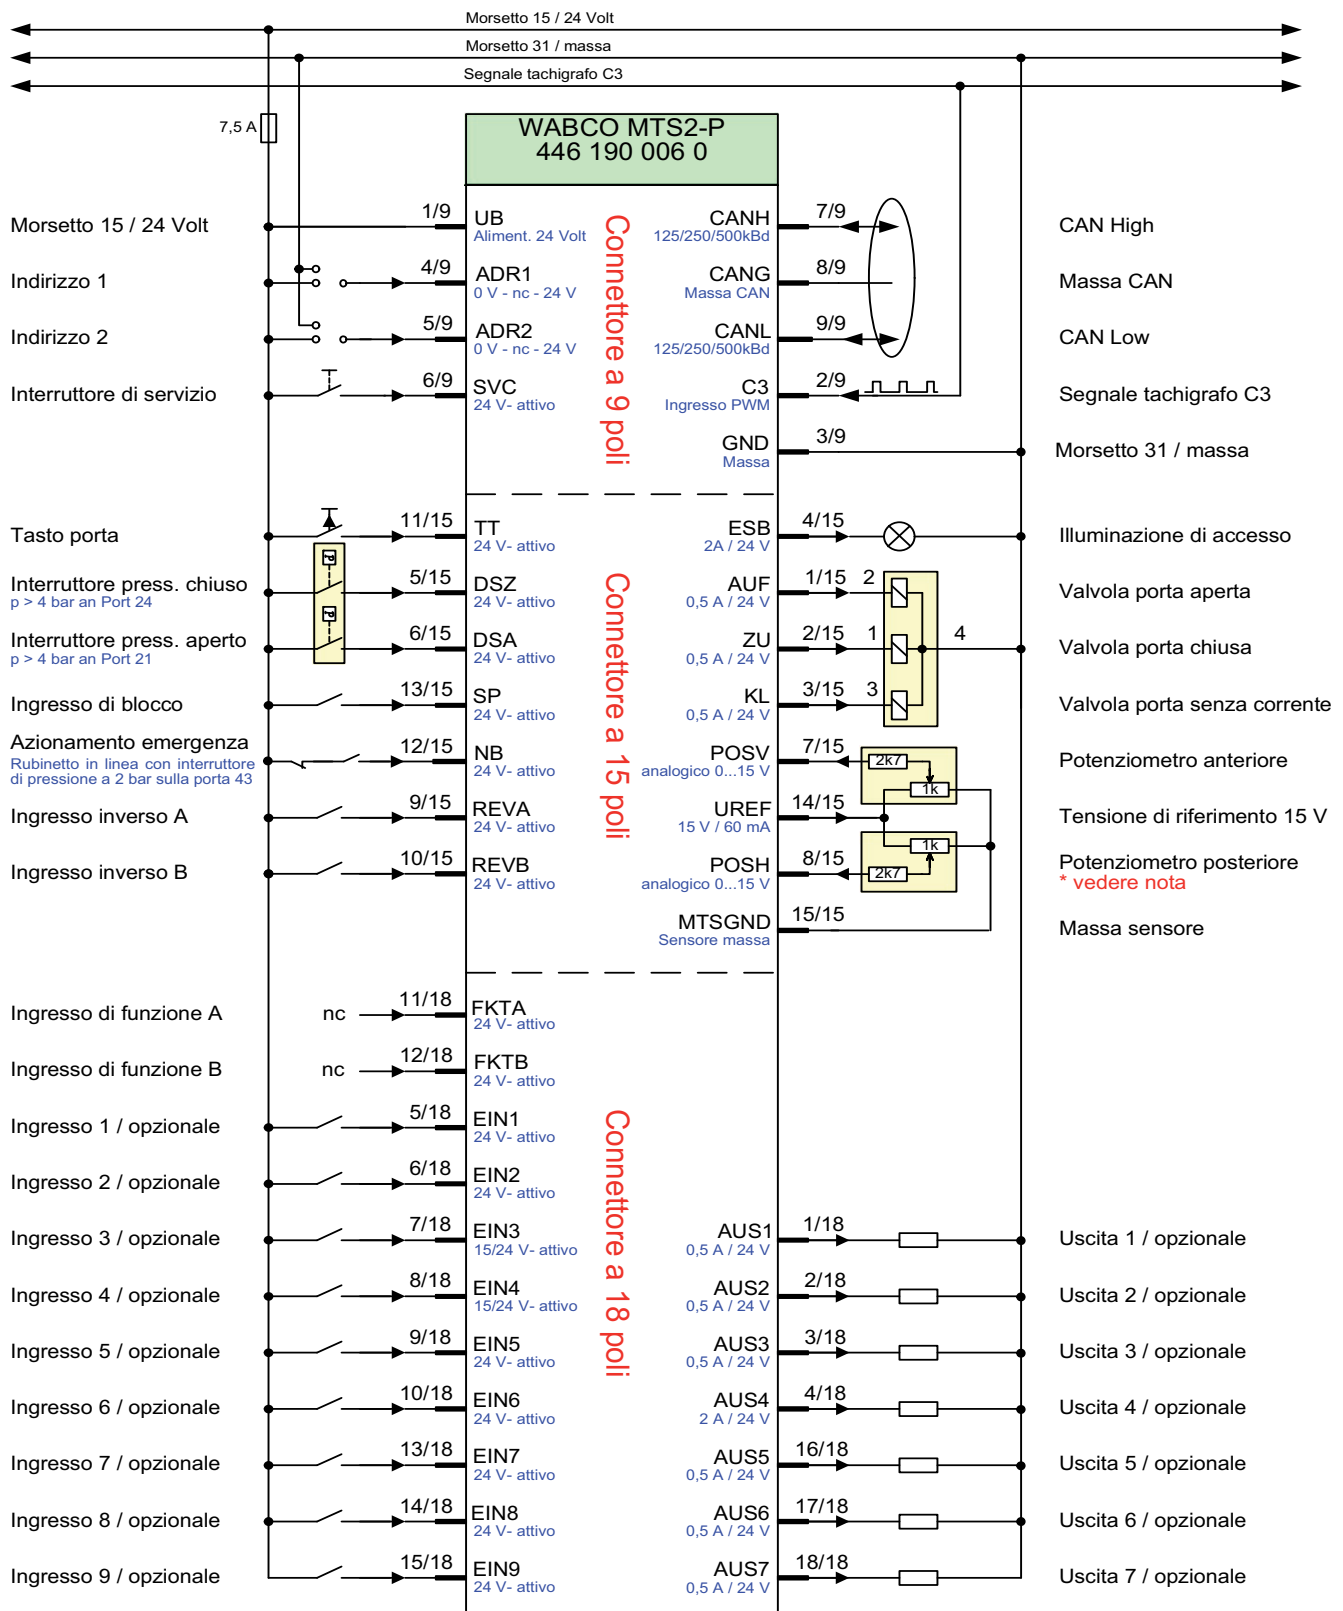 Morsetto 15 / 24 Volt
Morsetto 31 / massa
Segnale tachigrafo C3
7,5 A
WABCO MTS2-P
446 190 006 0
Connettore a 9 poli
Morsetto 15 / 24 Volt
1/9
UB
Aliment. 24 Volt
CANH
125/250/500kBd
7/9
CAN High
Indirizzo 1
4/9
ADR1
0 V - nc - 24 V
CANG
Massa CAN
8/9
Massa CAN
Indirizzo 2
5/9
ADR2
0 V - nc - 24 V
CANL
125/250/500kBd
9/9
CAN Low
Interruttore di servizio
6/9
SVC
24 V- attivo
C3
Ingresso PWM
2/9
Segnale tachigrafo C3
GND
Massa
3/9
Morsetto 31 / massa
Connettore a 15 poli
Tasto porta
11/15
TT
24 V- attivo
ESB
2A / 24 V
4/15
Illuminazione di accesso
Interruttore press. chiuso
p > 4 bar an Port 24
P
5/15
DSZ
24 V- attivo
AUF
0,5 A / 24 V
1/15
2
Valvola porta aperta
Interruttore press. aperto
p > 4 bar an Port 21
P
6/15
DSA
24 V- attivo
ZU
0,5 A / 24 V
2/15
1
4
Valvola porta chiusa
Ingresso di blocco
13/15
SP
24 V- attivo
KL
0,5 A / 24 V
3/15
3
Valvola porta senza corrente
Azionamento emergenza
Rubinetto in linea con interruttore
di pressione a 2 bar sulla porta 43
12/15
NB
24 V- attivo
POSV
analogico 0...15 V
7/15
2k7
1k
Potenziometro anteriore
Ingresso inverso A
9/15
REVA
24 V- attivo
UREF
15 V / 60 mA
14/15
Tensione di riferimento 15 V
Ingresso inverso B
10/15
REVB
24 V- attivo
POSH
analogico 0...15 V
8/15
1k
2k7
Potenziometro posteriore
* vedere nota
MTSGND
Sensore massa
15/15
Massa sensore
Connettore a 18 poli
Ingresso di funzione A
nc
11/18
FKTA
24 V- attivo
Ingresso di funzione B
nc
12/18
FKTB
24 V- attivo
Ingresso 1 / opzionale
5/18
EIN1
24 V- attivo
Ingresso 2 / opzionale
6/18
EIN2
24 V- attivo
Ingresso 3 / opzionale
7/18
EIN3
15/24 V- attivo
AUS1
0,5 A / 24 V
1/18
Uscita 1 / opzionale
Ingresso 4 / opzionale
8/18
EIN4
15/24 V- attivo
AUS2
0,5 A / 24 V
2/18
Uscita 2 / opzionale
Ingresso 5 / opzionale
9/18
EIN5
24 V- attivo
AUS3
0,5 A / 24 V
3/18
Uscita 3 / opzionale
Ingresso 6 / opzionale
10/18
EIN6
24 V- attivo
AUS4
2 A / 24 V
4/18
Uscita 4 / opzionale
Ingresso 7 / opzionale
13/18
EIN7
24 V- attivo
AUS5
0,5 A / 24 V
16/18
Uscita 5 / opzionale
Ingresso 8 / opzionale
14/18
EIN8
24 V- attivo
AUS6
0,5 A / 24 V
17/18
Uscita 6 / opzionale
Ingresso 9 / opzionale
15/18
EIN9
24 V- attivo
AUS7
0,5 A / 24 V
18/18
Uscita 7 / opzionale